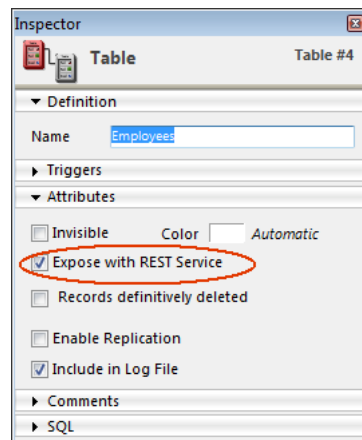 Inspector
Table Table #4
Definition
Name Employees
Triggers
Attributes
Invisible Color Automatic
Expose with REST Service
Records definitively deleted
Enable Replication
Include in Log File
Comments
SQL